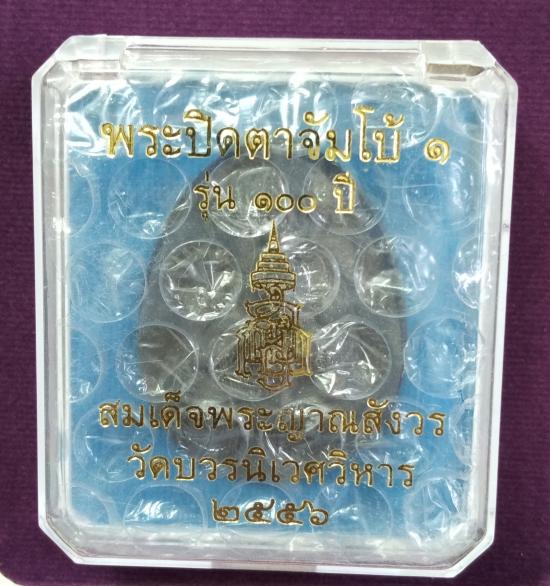 พระปิดตาจัมโบ้ ๑
รุ่น ๑๐๐ ปี
สมเด็จพระญาณสังวร
วัดบวรนิเวศวิหาร
๒๕๕๖